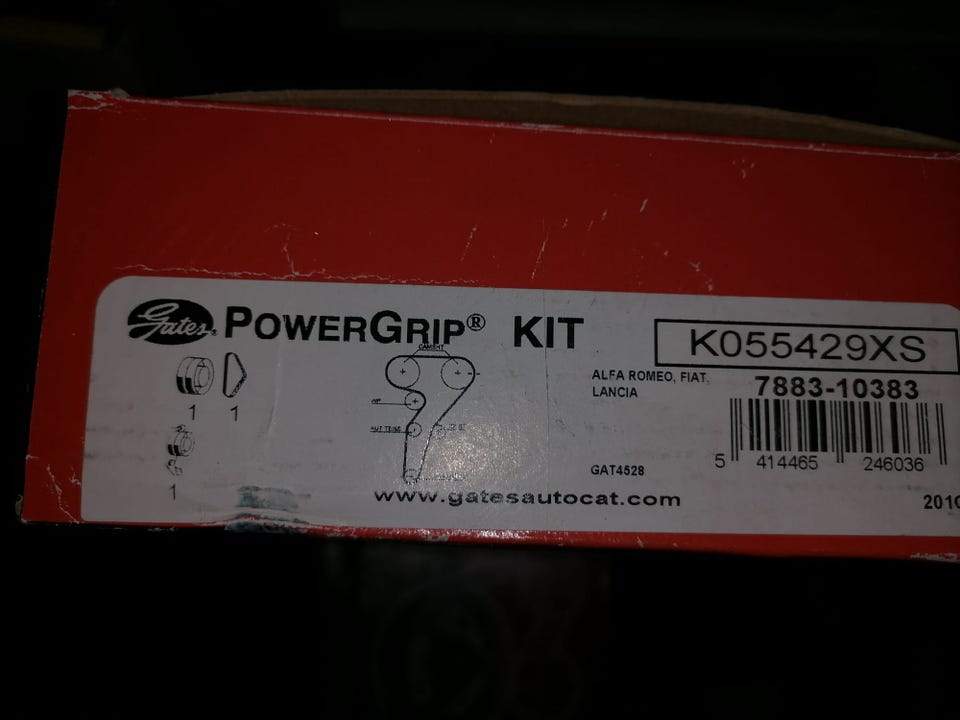 Gates POWERGRIP® KIT
K055429XS
ALFA ROMEO, FIAT,
LANCIA
7883-10383
1 1
1
GAT4528
5 414465 246036
www.gatesautocat.com